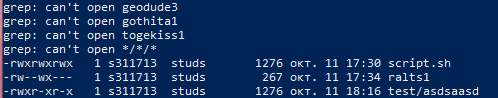 grep: can't open geodude3
grep: can't open gothita1
grep: can't open togekiss1
grep: can't open */*/*
-rwxrwxrwx   1 s311713  studs       1276 окт. 11 17:30 script.sh
-rw--wx---   1 s311713  studs        267 окт. 11 17:34 ralts1
-rwxr-xr-x   1 s311713  studs       1276 окт. 11 18:16 test/asdsaasd